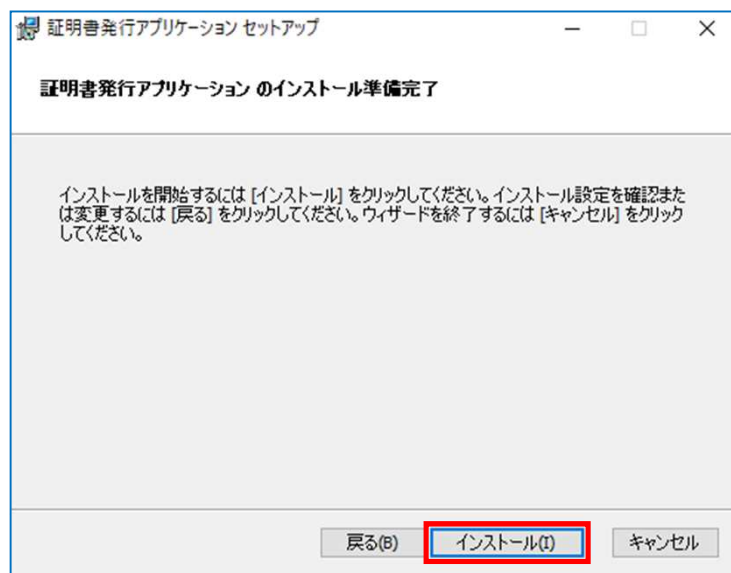 証明書発行アプリケーション セットアップ
証明書発行アプリケーション のインストール準備完了
インストールを開始するには [インストール] をクリックしてください。インストール設定を確認また
は変更するには [戻る] をクリックしてください。ウィザードを終了するには [キャンセル] をクリック
してください。
戻る(B) インストール(I) キャンセル